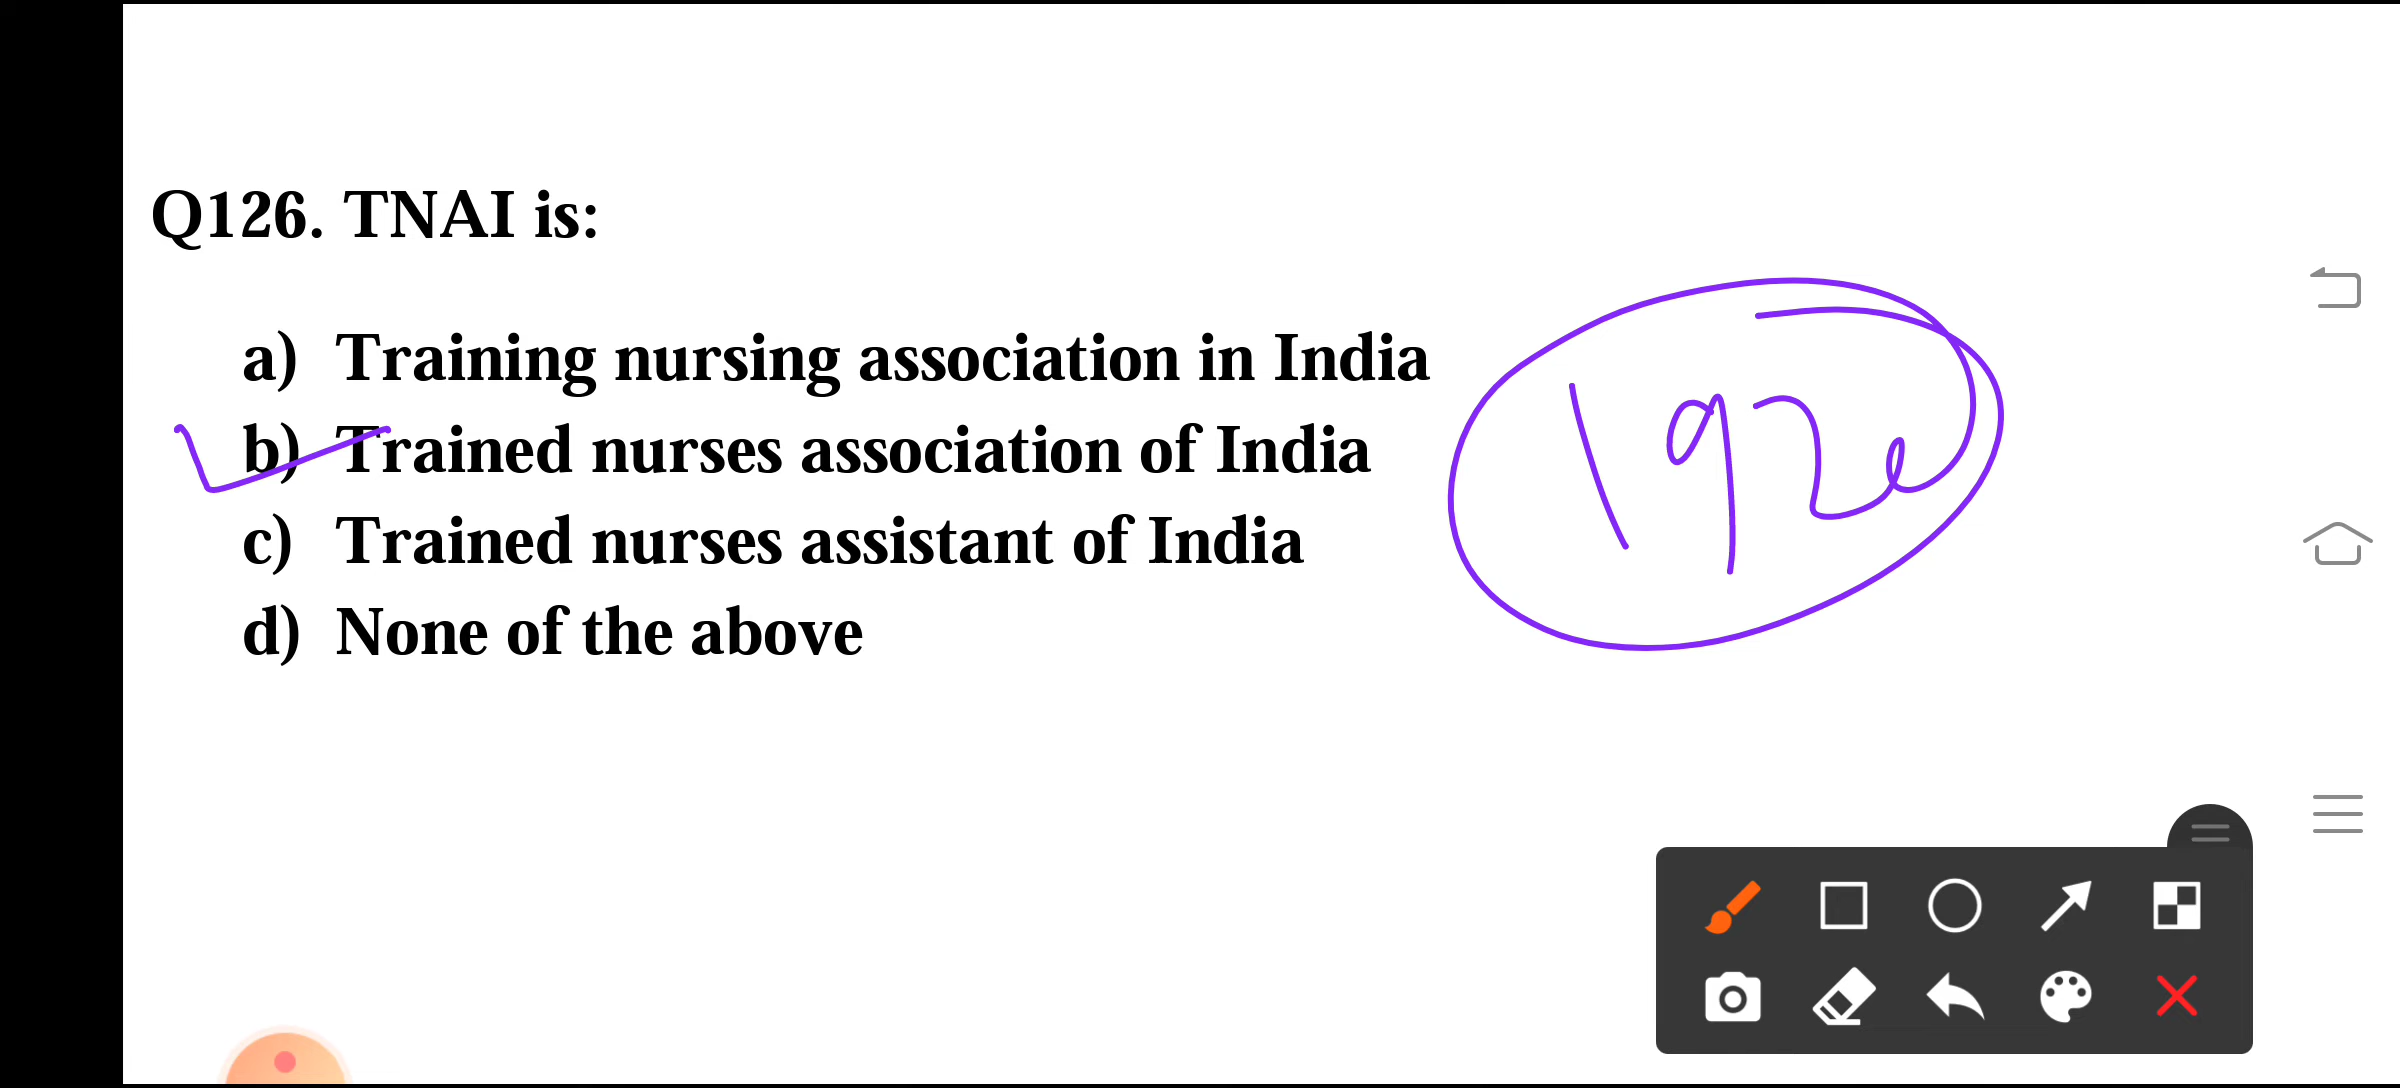 Q126. TNAI is:
a) Training nursing association in India
b) Trained nurses association of India
c) Trained nurses assistant of India
d) None of the above
192